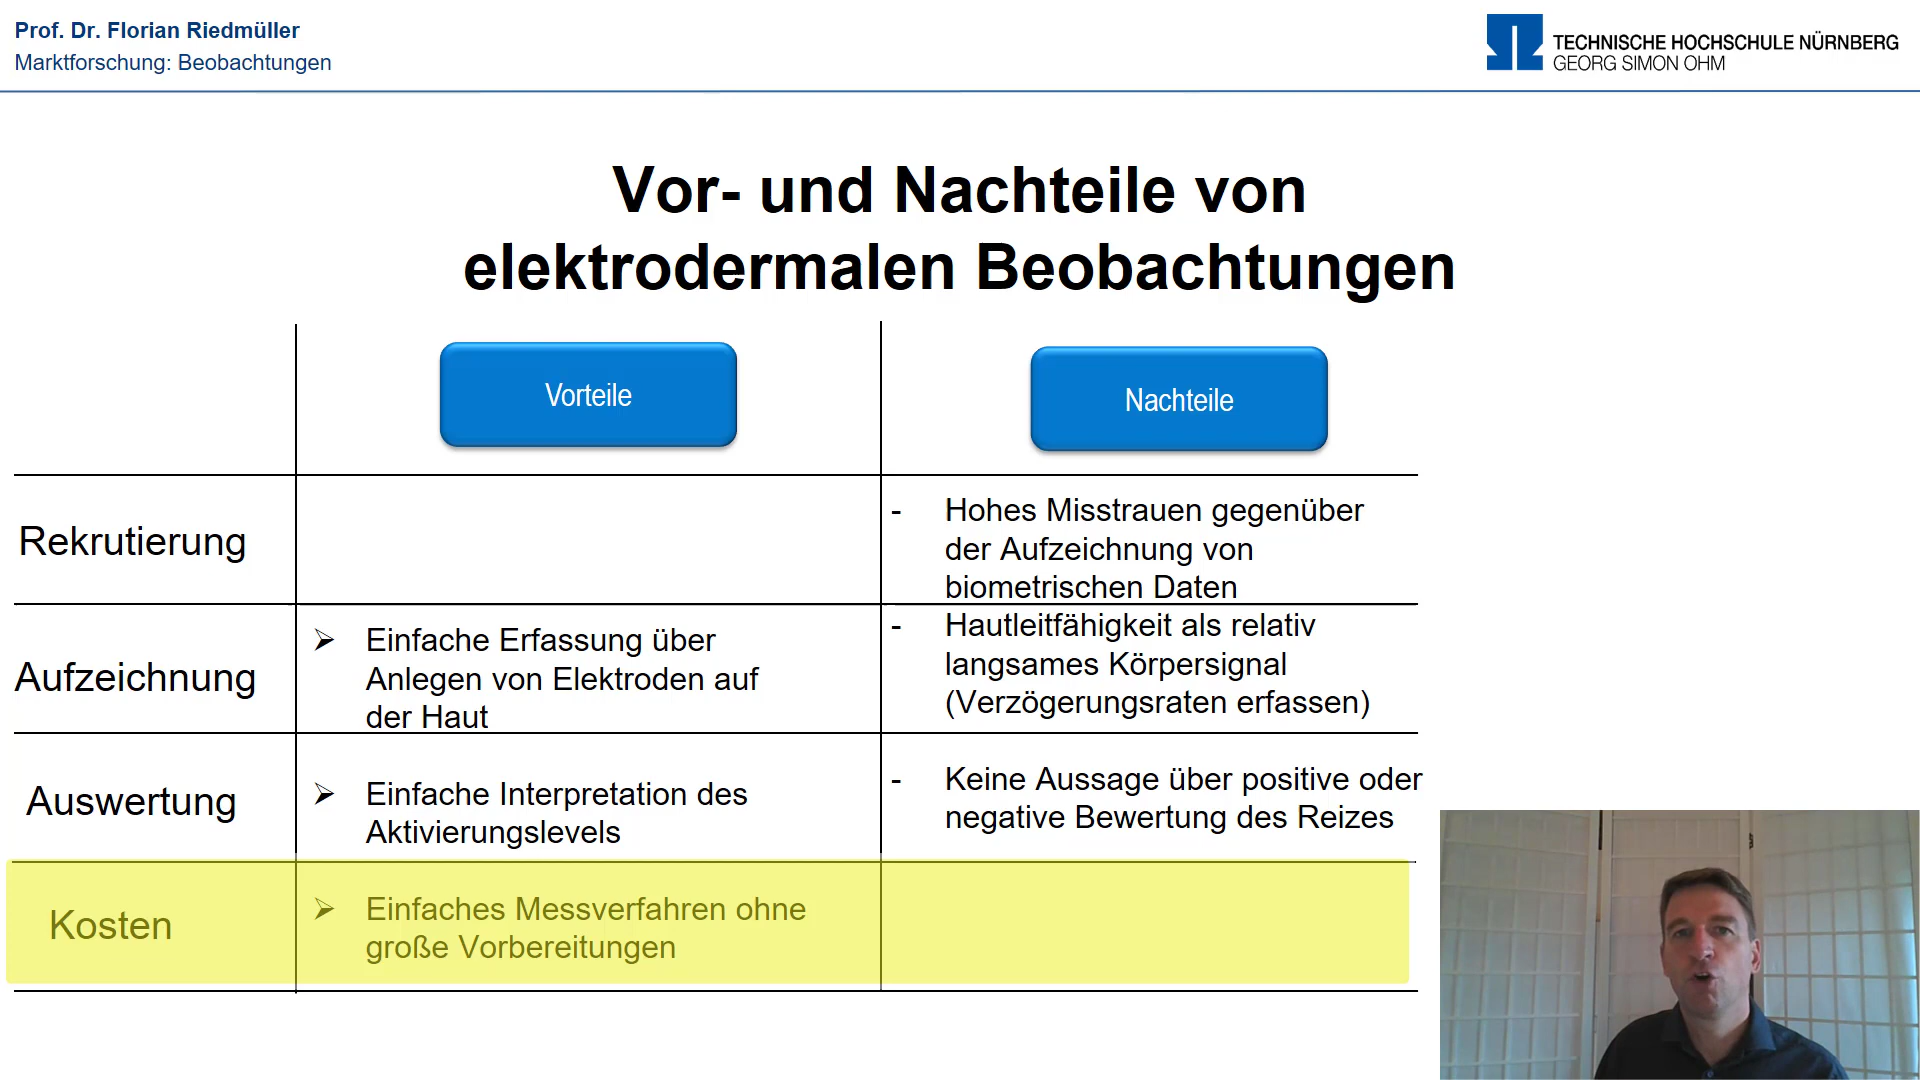 Prof. Dr. Florian Riedmüller
Marktforschung: Beobachtungen
TECHNISCHE HOCHSCHULE NÜRNBERG
GEORG SIMON OHM
Vor- und Nachteile von
elektrodermalen Beobachtungen
Vorteile
Nachteile
Rekrutierung
- Hohes Misstrauen gegenüber
der Aufzeichnung von
biometrischen Daten
Aufzeichnung
➢ Einfache Erfassung über
Anlegen von Elektroden auf
der Haut
- Hautleitfähigkeit als relativ
langsames Körpersignal
(Verzögerungsraten erfassen)
Auswertung
➢ Einfache Interpretation des
Aktivierungslevels
- Keine Aussage über positive oder
negative Bewertung des Reizes
Kosten
➢ Einfaches Messverfahren ohne
große Vorbereitungen